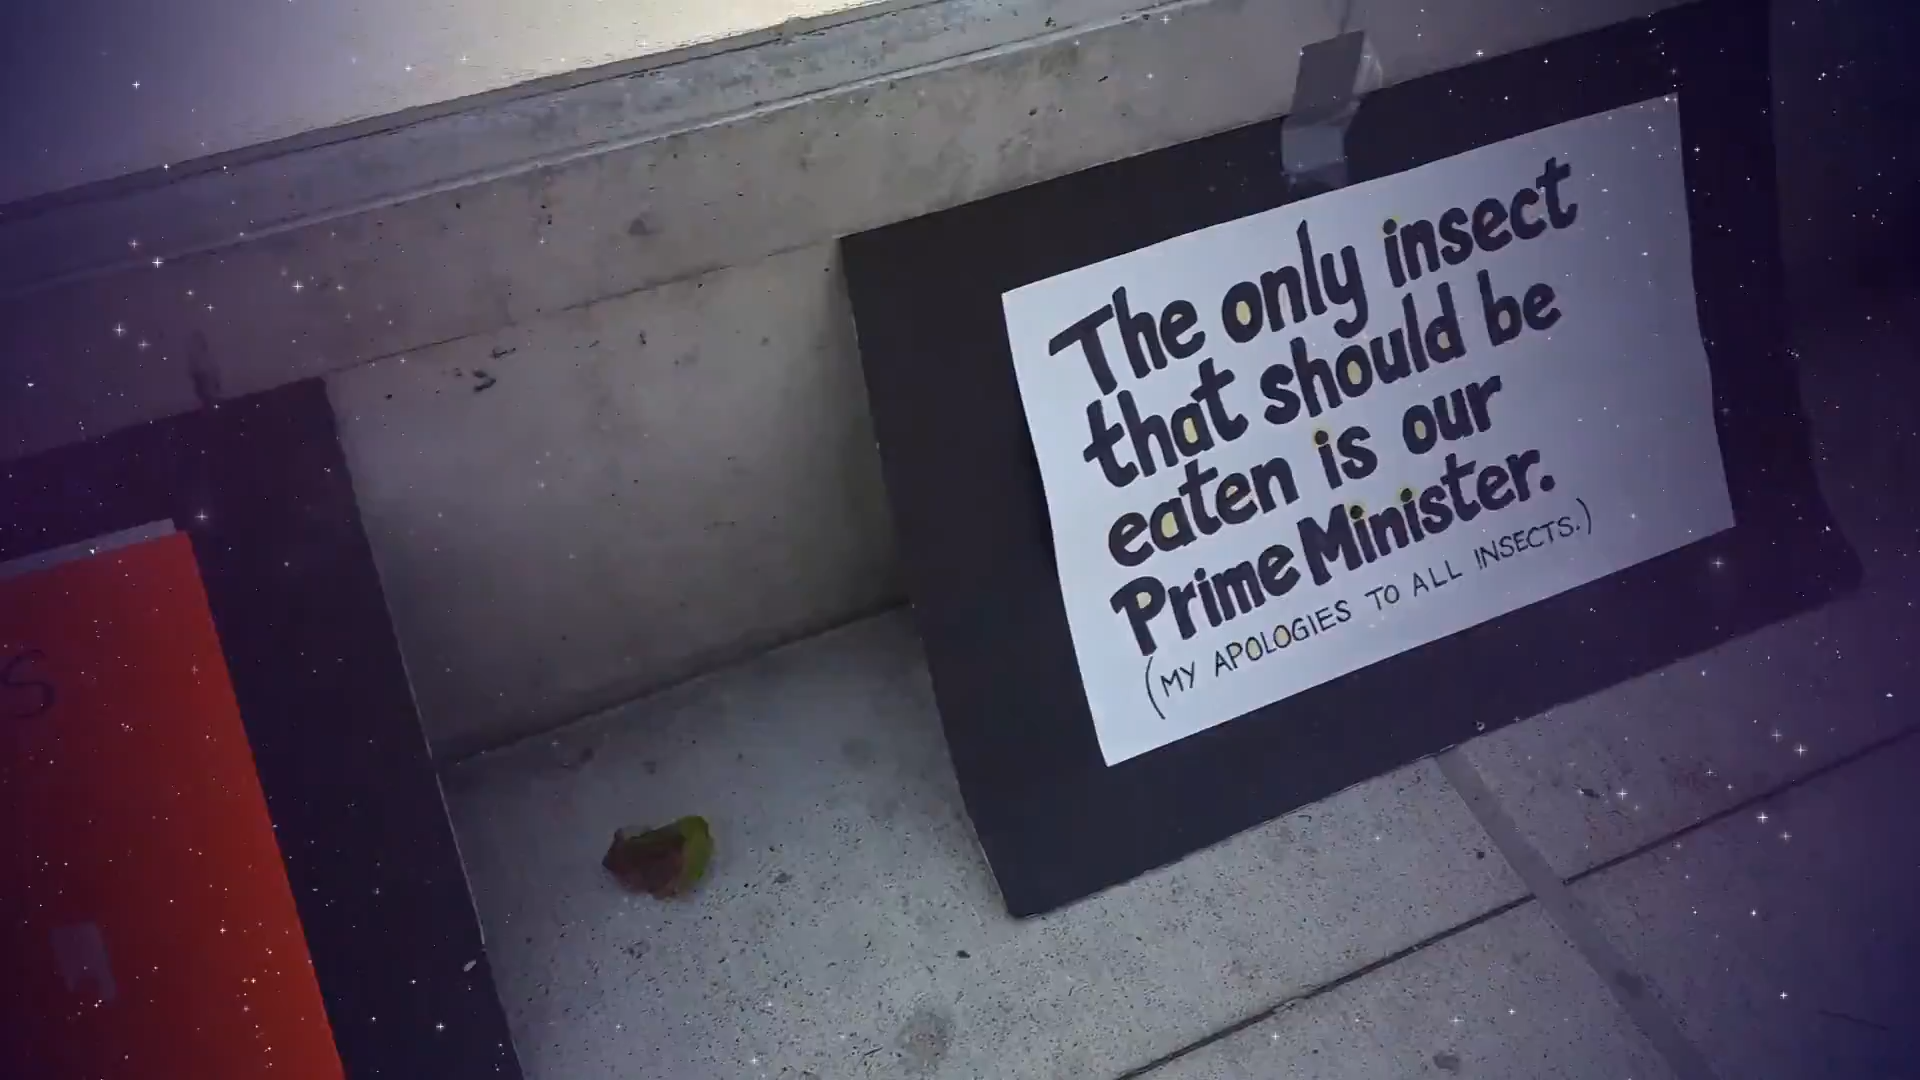 The only insect
that should be
eaten is our
Prime Minister.
(MY APOLOGIES TO ALL INSECTS.)
S